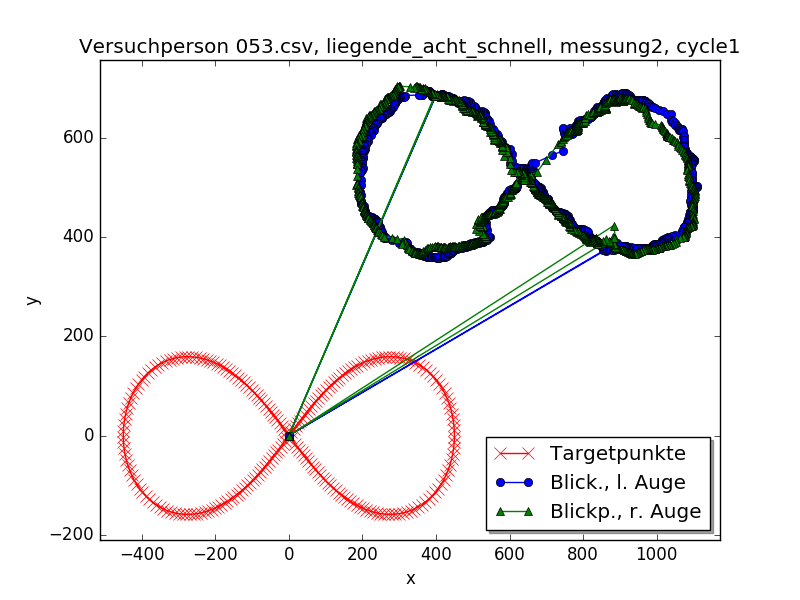 Versuchperson 053.csv, liegende_acht_schnell, messung2, cycle1
y
600
400
200
0
−200
−400
−200
0
200
400
600
800
1000
x
Targetpunkte
Blick., l. Auge
Blickp., r. Auge